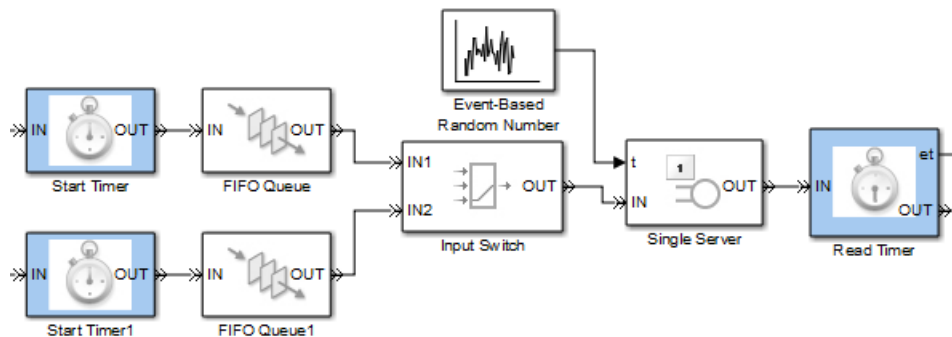 IN
OUT
Start Timer
IN
OUT
FIFO Queue
Event-Based
Random Number
IN1
IN2
OUT
Input Switch
t
1
IN
OUT
Single Server
IN
et
OUT
Read Timer
IN
OUT
Start Timer1
IN
OUT
FIFO Queue1